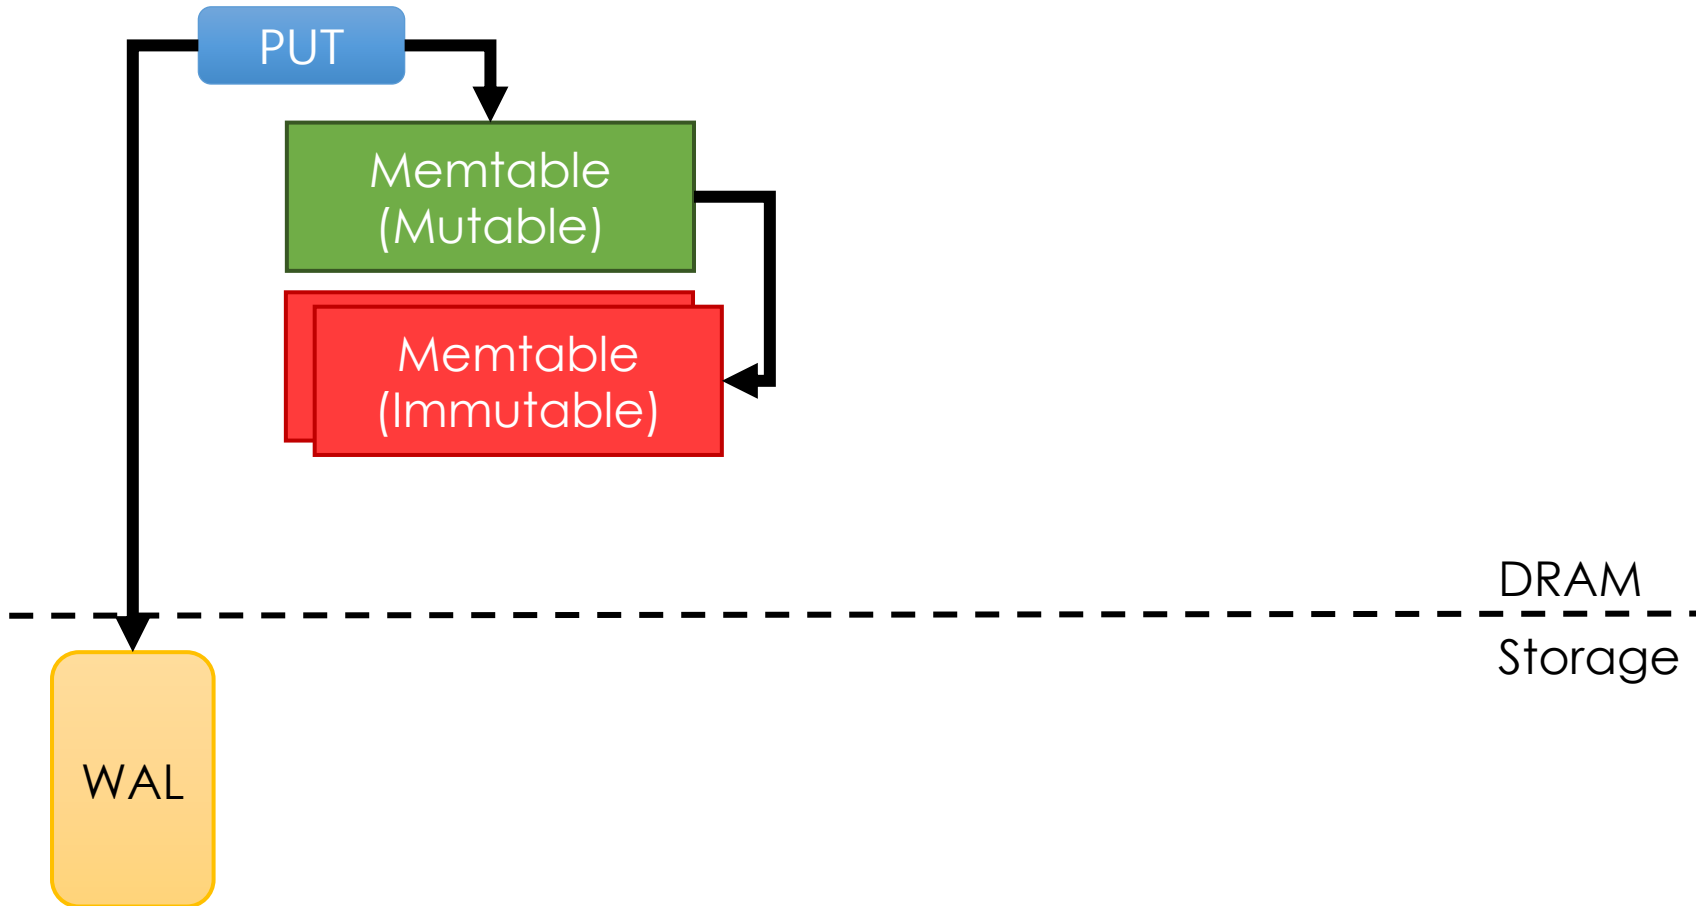 PUT
Memtable
(Mutable)
Memtable
(Immutable)
DRAM
Storage
WAL